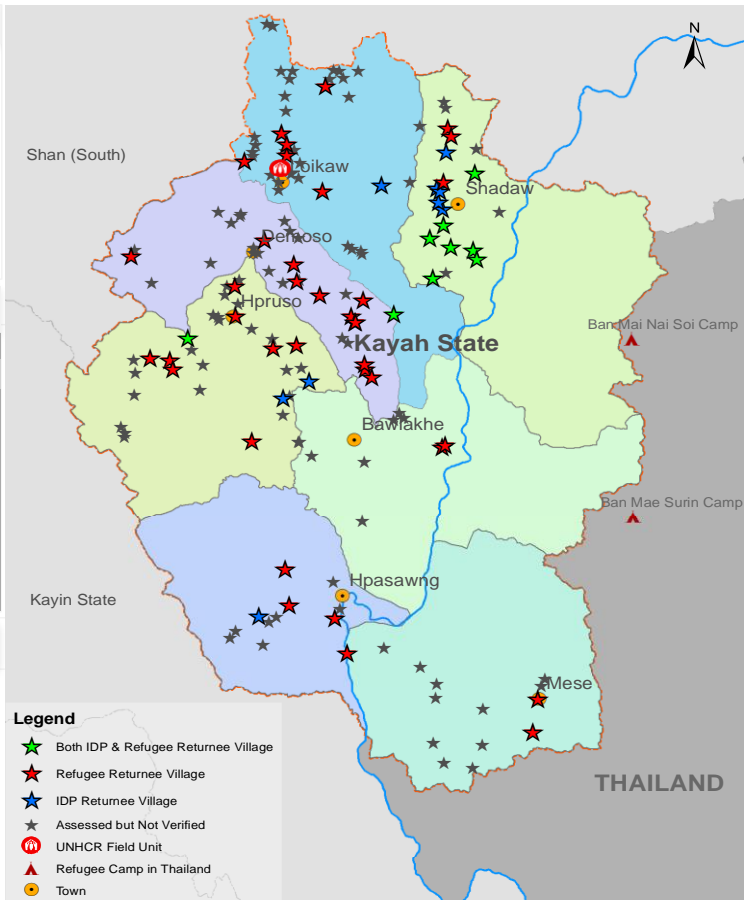 N
Shan (South)
Loikaw
Shadaw
Demoso
Hpruso
Ban Mai Nai Soi Camp
Kayah State
Bawlakhe
Ban Mae Surin Camp
Hpasawng
Kayin State
Mese
THAILAND
Legend
Both IDP & Refugee Returnee Village
Refugee Returnee Village
IDP Returnee Village
Assessed but Not Verified
UNHCR Field Unit
Refugee Camp in Thailand
Town